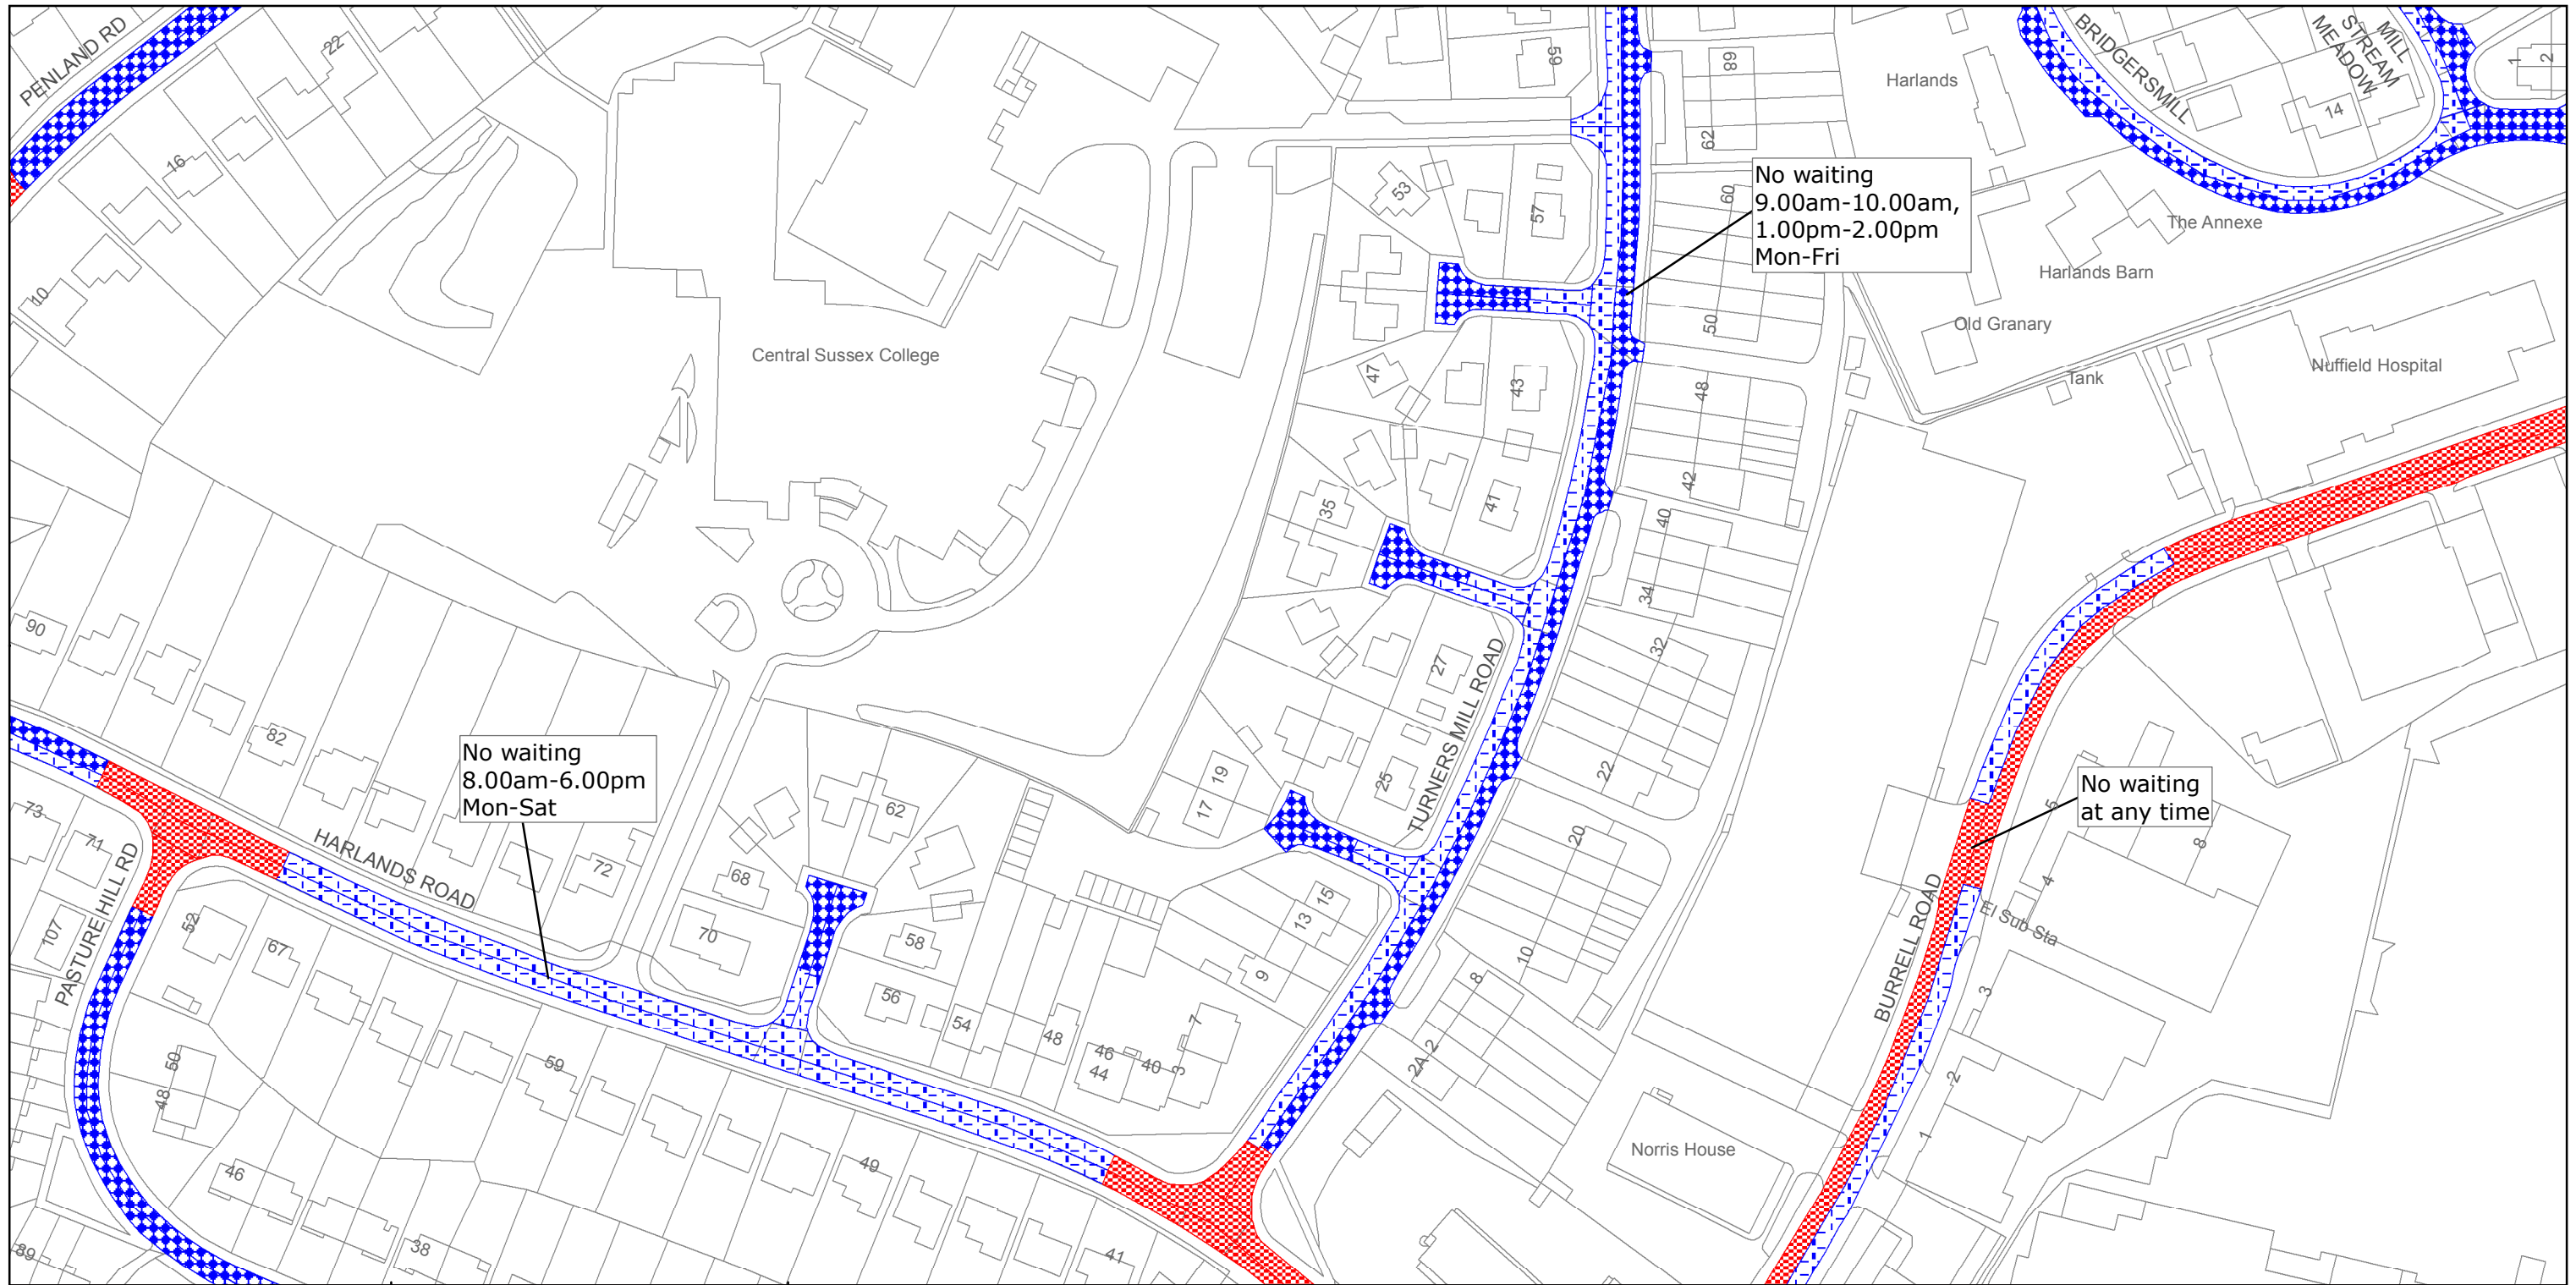 PENLAND RD
22
16
10
59
68
62
Harlands
BRIDGERSMILL
MILL
STREAM
MEADOW
14
1
2
53
57
60
50
No waiting
9.00am-10.00am,
1.00pm-2.00pm
Mon-Fri
The Annexe
Harlands Barn
Old Granary
Tank
Nuffield Hospital
Central Sussex College
47
43
48
42
41
35
40
34
32
27
TURNERS MILL ROAD
25
22
19
17
20
90
82
No waiting
8.00am-6.00pm
Mon-Sat
HARLANDS ROAD
72
73
71
PASTURE HILL RD
107
52
67
68
70
62
58
56
54
48
46
44
40
3
7
9
13
15
10
8
2A
2
No waiting
at any time
5
4
8
El Sub Sta
BURRELL ROAD
3
2
1
Norris House
50
48
46
38
89
59
49
41